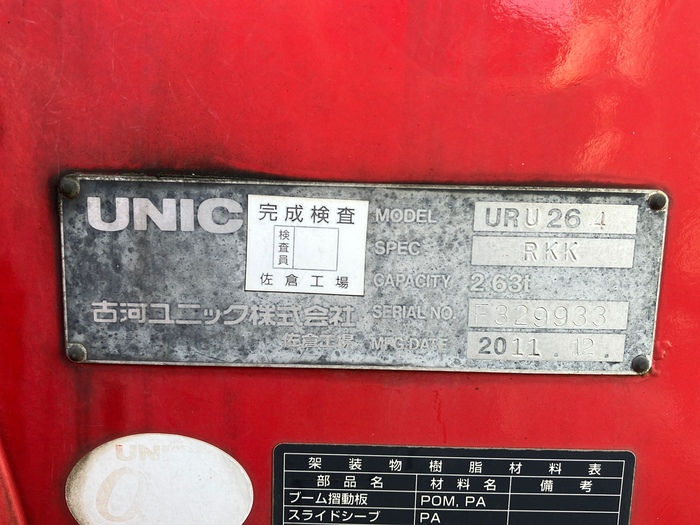 UNIC
完成検査
検査員
佐倉工場
古河ユニック株式会社
佐倉工場
MODEL URU26 4
SPEC RKK
CAPACITY 2.63t
SERIAL NO. F329933
MFG.DATE 2011 . 12 .
UNIC
架装物樹脂材料表
部品名 材料名 備考
ブーム摺動板 POM, PA
スライドシーブ PA